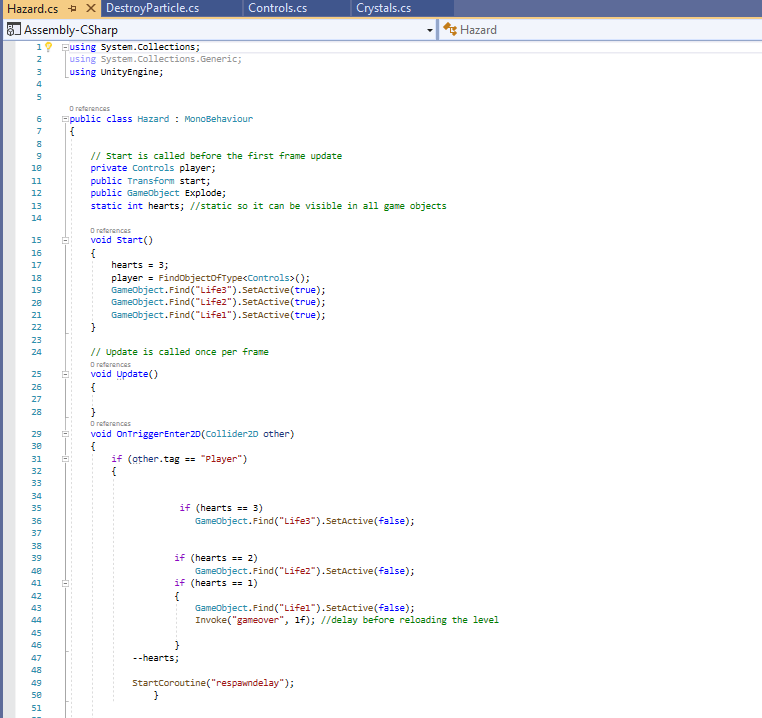 Hazard.cs DestroyParticle.cs Controls.cs Crystals.cs
Assembly-CSharp Hazard
1 using System.Collections;
2 using System.Collections.Generic;
3 using UnityEngine;
4
5
0 references
6 public class Hazard : MonoBehaviour
7 {
8
9 // Start is called before the first frame update
10 private Controls player;
11 public Transform start;
12 public GameObject Explode;
13 static int hearts; //static so it can be visible in all game objects
14
0 references
15 void Start()
16 {
17 hearts = 3;
18 player = FindObjectOfType<Controls>();
19 GameObject.Find("Life3").SetActive(true);
20 GameObject.Find("Life2").SetActive(true);
21 GameObject.Find("Life1").SetActive(true);
22 }
23
24 // Update is called once per frame
0 references
25 void Update()
26 {
27
28 }
0 references
29 void OnTriggerEnter2D(Collider2D other)
30 {
31 if (other.tag == "Player")
32 {
33
34
35 if (hearts == 3)
36 GameObject.Find("Life3").SetActive(false);
37
38
39 if (hearts == 2)
40 GameObject.Find("Life2").SetActive(false);
41 if (hearts == 1)
42 {
43 GameObject.Find("Life1").SetActive(false);
44 Invoke("gameover", 1f); //delay before reloading the level
45
46 }
47 --hearts;
48
49 StartCoroutine("respawndelay");
50 }
51